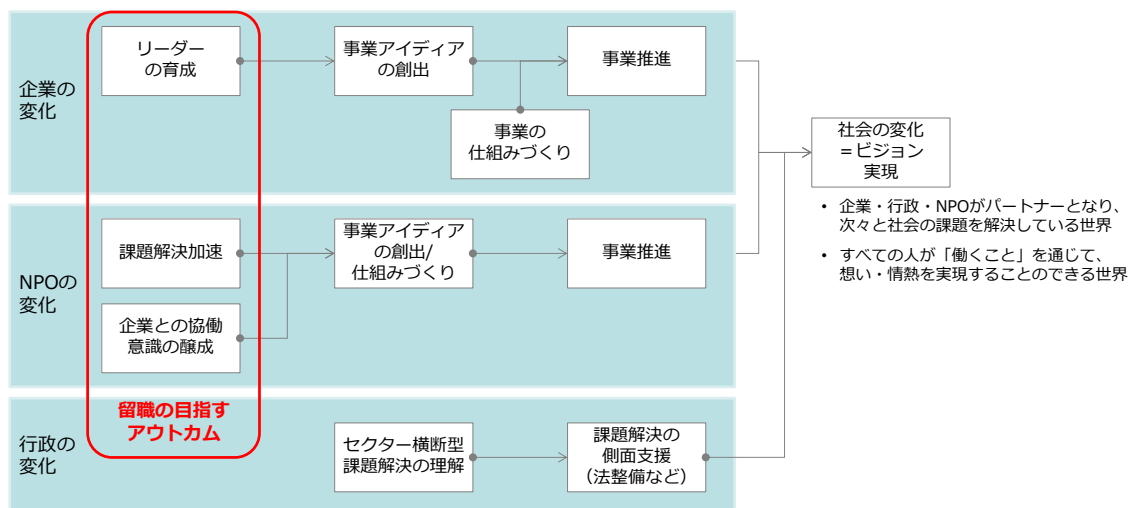 企業の
変化
リーダー
の育成
事業アイディア
の創出
事業推進
事業の
仕組みづくり
NPOの
変化
課題解決加速
企業との協働
意識の醸成
事業アイディア
の創出/
仕組みづくり
事業推進
留職の目指す
アウトカム
行政の
変化
セクター横断型
課題解決の理解
課題解決の
側面支援
（法整備など）
社会の変化
＝ビジョン
実現
• 企業・行政・NPOがパートナーとなり、
次々と社会の課題を解決している世界
• すべての人が「働くこと」を通じて、
想い・情熱を実現することのできる世界